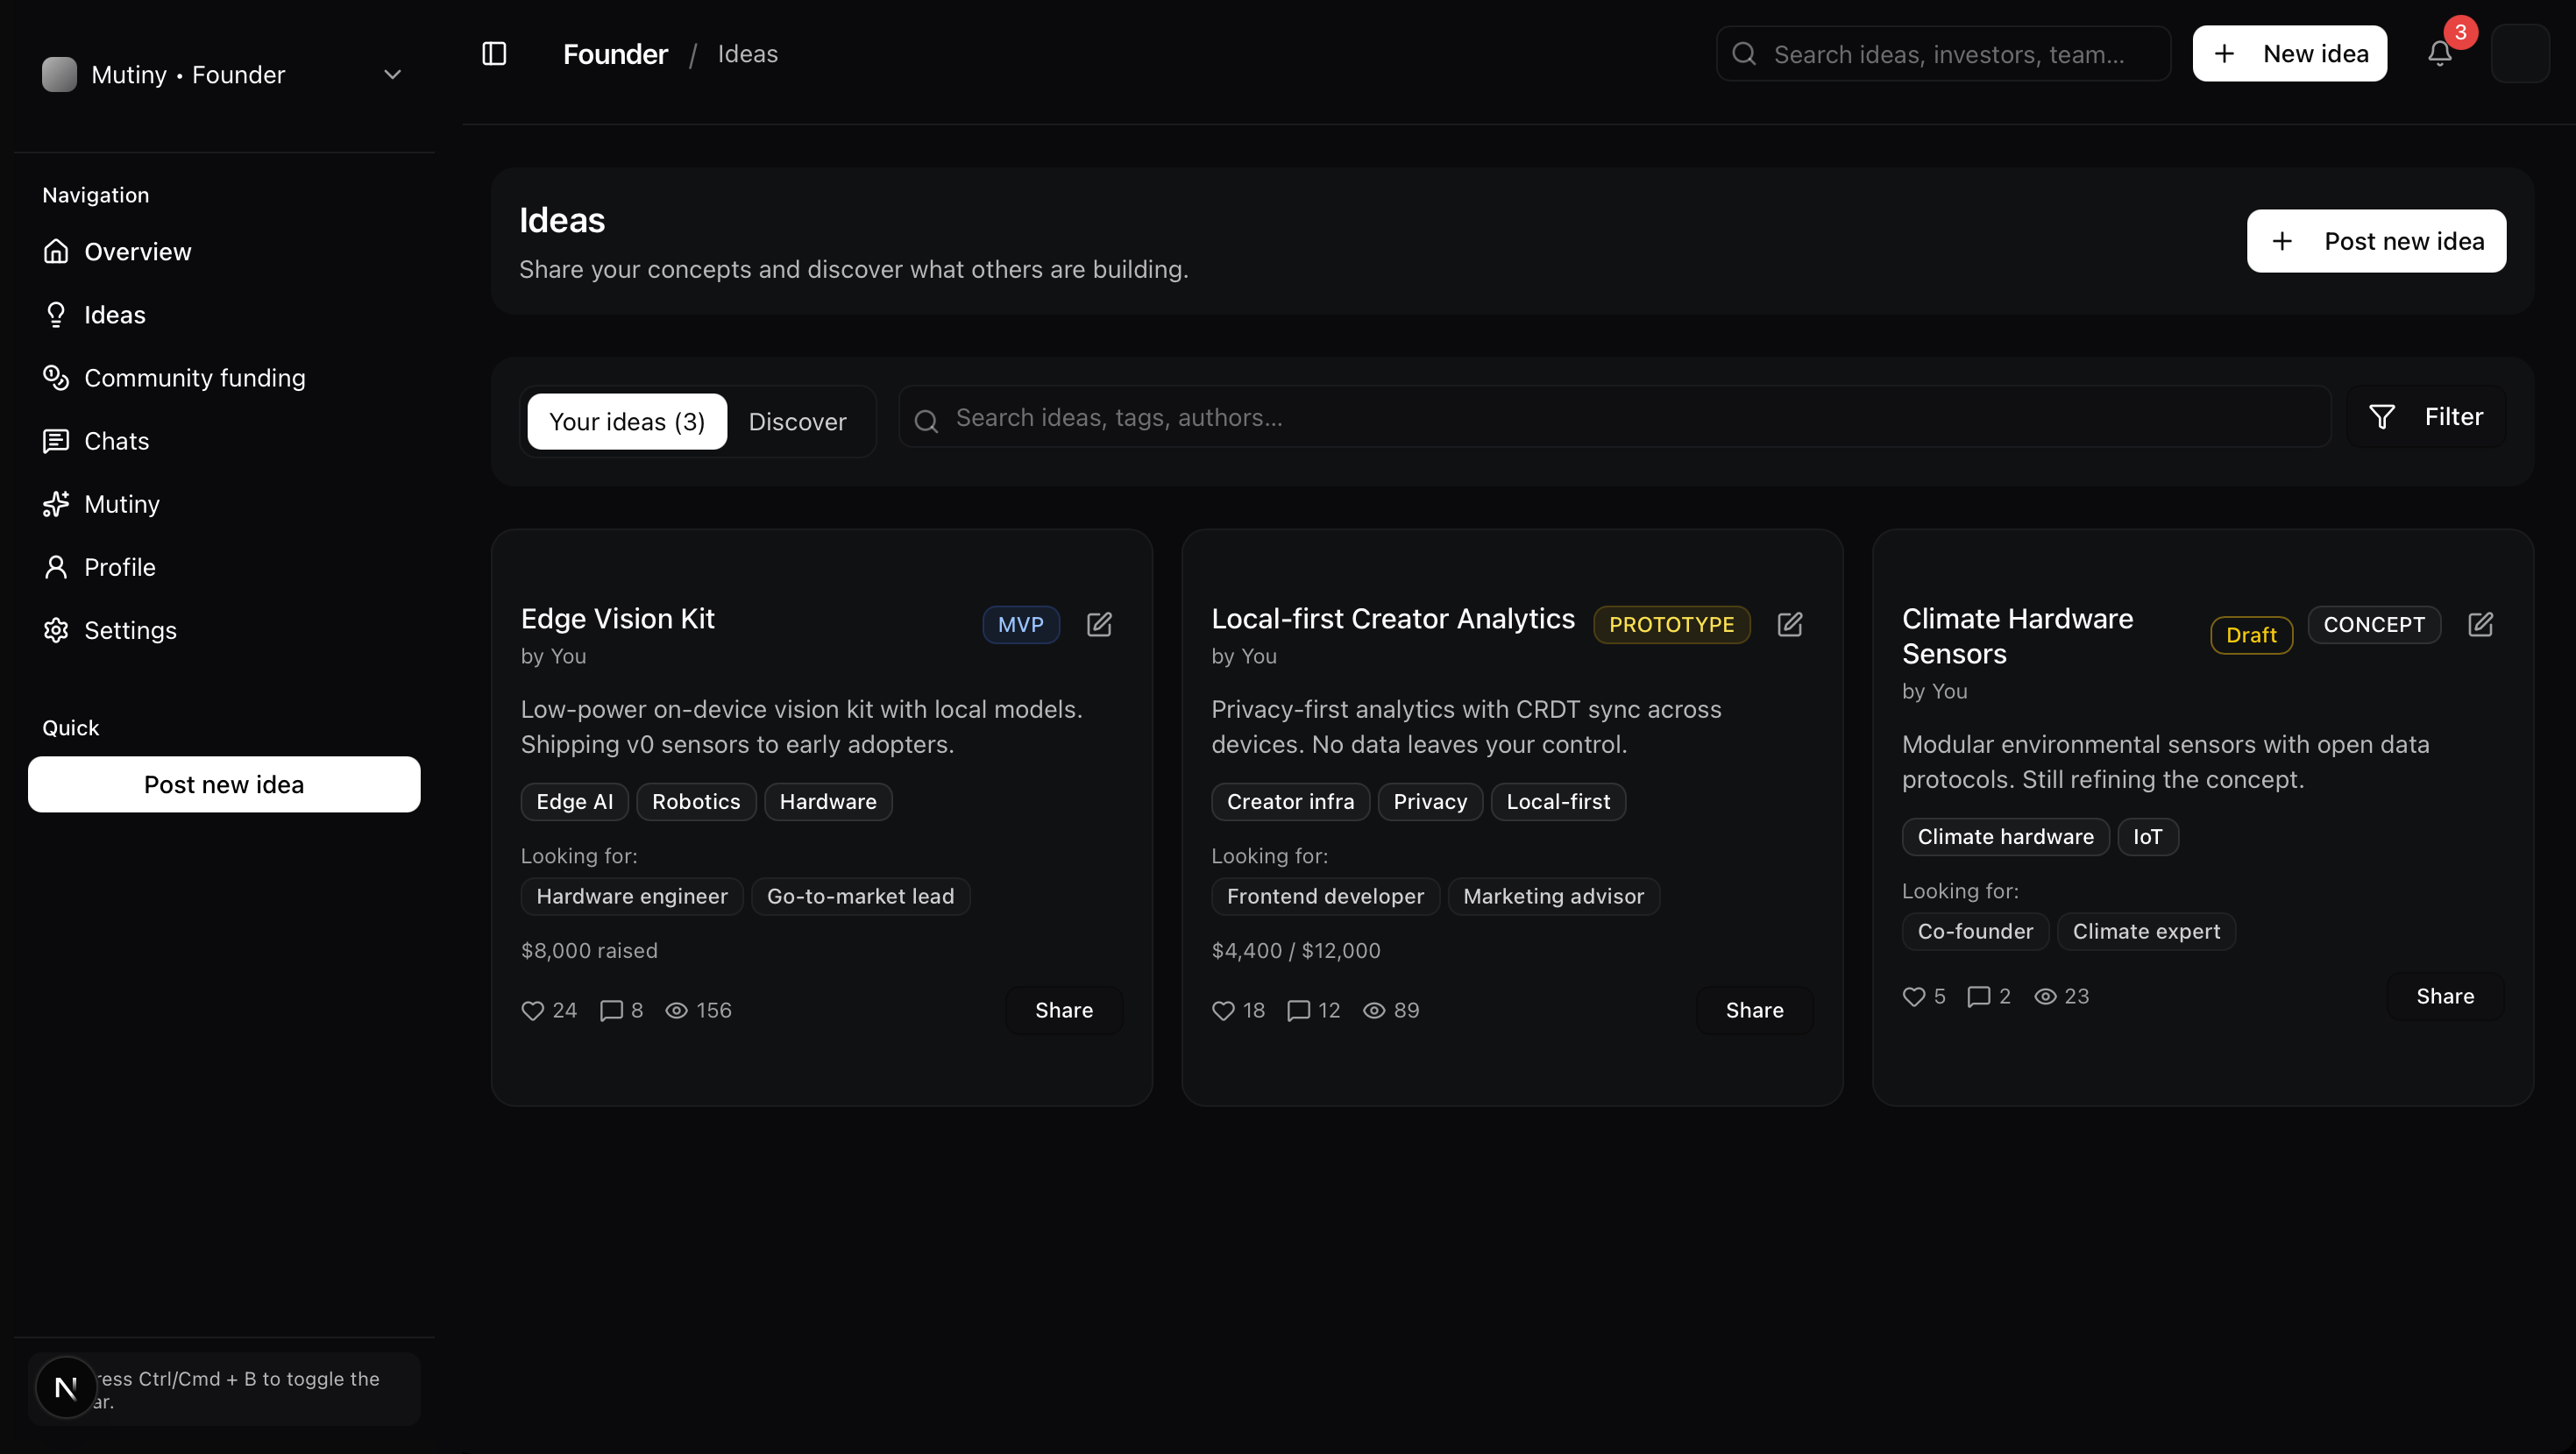 Mutiny • Founder
Founder / Ideas
Search ideas, investors, team...
New idea
3
Navigation
Overview
Ideas
Community funding
Chats
Mutiny
Profile
Settings
Quick
Post new idea
ress Ctrl/Cmd + B to toggle the
ar.
N
Ideas
Share your concepts and discover what others are building.
Post new idea
Your ideas (3)
Discover
Search ideas, tags, authors...
Filter
Edge Vision Kit
MVP
by You
Low-power on-device vision kit with local models.
Shipping v0 sensors to early adopters.
Edge AI
Robotics
Hardware
Looking for:
Hardware engineer
Go-to-market lead
$8,000 raised
24
8
156
Share
Local-first Creator Analytics
PROTOTYPE
by You
Privacy-first analytics with CRDT sync across
devices. No data leaves your control.
Creator infra
Privacy
Local-first
Looking for:
Frontend developer
Marketing advisor
$4,400 / $12,000
18
12
89
Share
Climate Hardware
Sensors
Draft
CONCEPT
by You
Modular environmental sensors with open data
protocols. Still refining the concept.
Climate hardware
IoT
Looking for:
Co-founder
Climate expert
5
2
23
Share